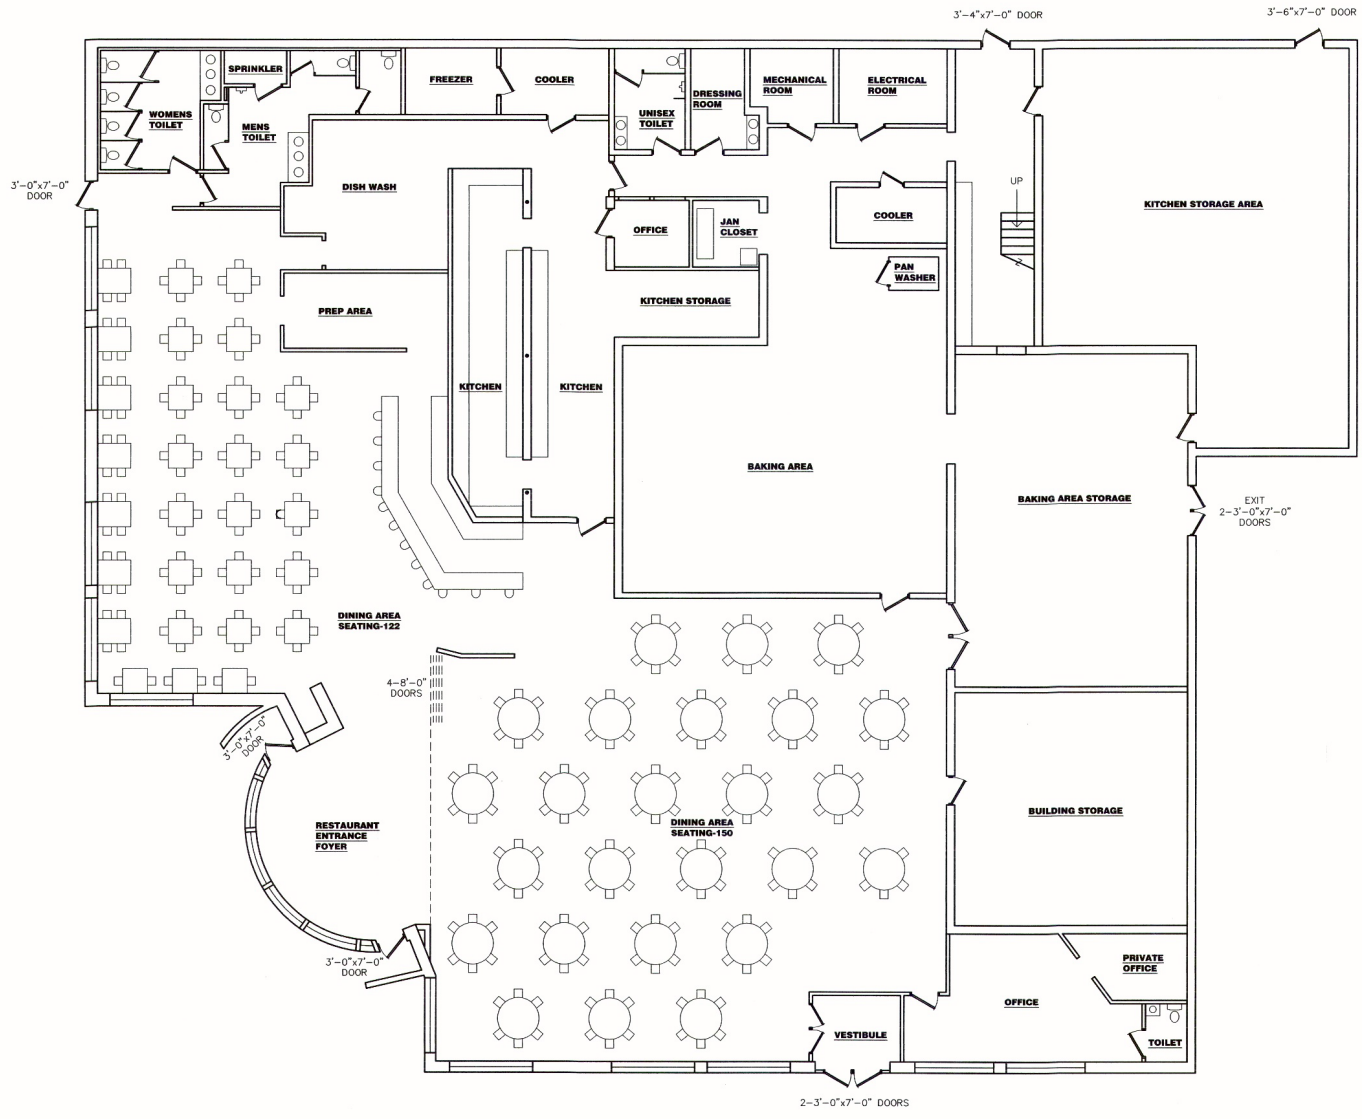 3'-4"x7'-0" DOOR
3'-6"x7'-0" DOOR
SPRINKLER
FREEZER
COOLER
MECHANICAL
ROOM
ELECTRICAL
ROOM
DRESSING
ROOM
WOMENS
TOILET
MENS
TOILET
UNISEX
TOILET
3'-0"x7'-0"
DOOR
DISH WASH
UP
KITCHEN STORAGE AREA
COOLER
OFFICE
JAN
CLOSET
PAN
WASHER
KITCHEN STORAGE
PREP AREA
KITCHEN
KITCHEN
BAKING AREA
BAKING AREA STORAGE
EXIT
2-3'-0"x7'-0"
DOORS
DINING AREA
SEATING-122
4-8'-0"
DOORS
3'-0"x7'-0"
DOOR
RESTAURANT
ENTRANCE
FOYER
DINING AREA
SEATING-150
BUILDING STORAGE
3'-0"x7'-0"
DOOR
PRIVATE
OFFICE
OFFICE
VESTIBULE
TOILET
2-3'-0"x7'-0" DOORS